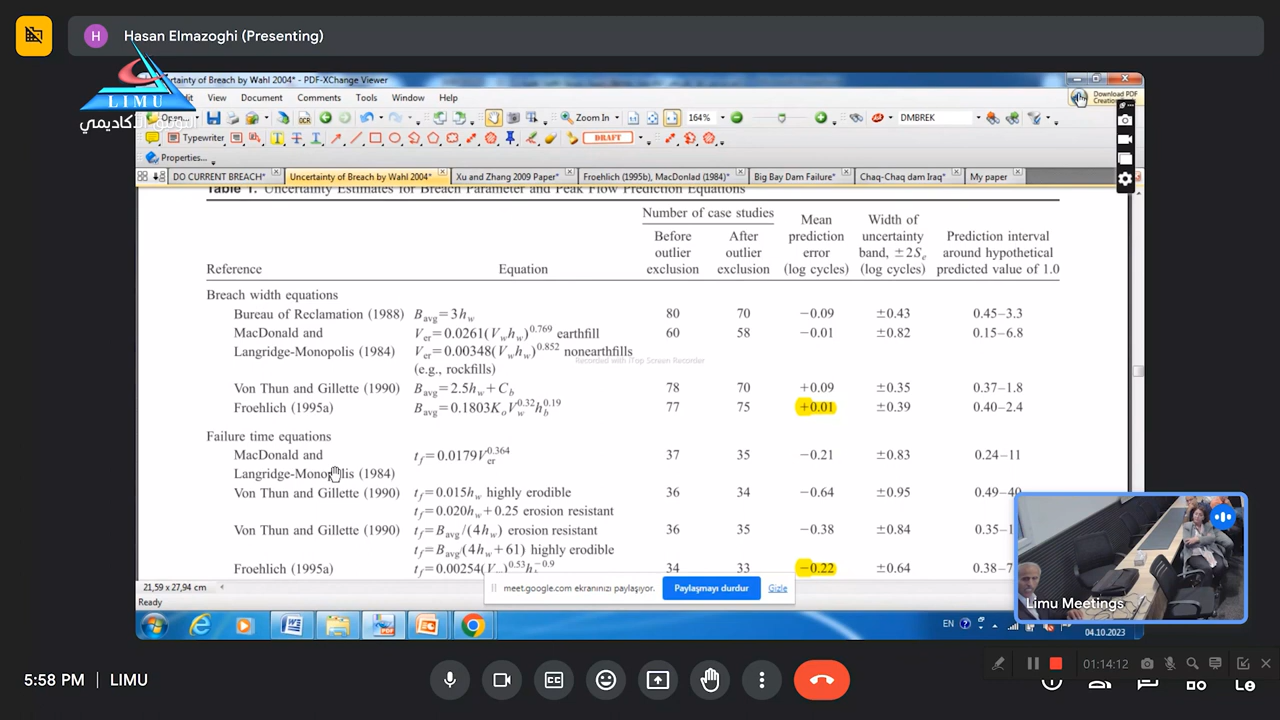 H Hasan Elmazoghi (Presenting)
LIMU
Uncertainty of Breach by Wahl 2004* - PDF-XChange Viewer
View Document Comments Tools Window Help
Download PDF
Open... Zoom In 164% DMBREK
Typewriter DRAFT
Properties...
DO CURRENT BREACH* Uncertainty of Breach by Wahl 2004* Xu and Zhang 2009 Paper* Froehlich (1995b), MacDonlad (1984)* Big Bay Dam Failure* Chaq-Chaq dam Iraq* My paper
Table 1. Uncertainty Estimates for Breach Parameter and Peak Flow Prediction Equations
Number of case studies
Mean Width of
Before After prediction uncertainty Prediction interval
outlier outlier error band, ±2Sₑ around hypothetical
Reference Equation exclusion exclusion (log cycles) (log cycles) predicted value of 1.0
Breach width equations
Bureau of Reclamation (1988) B_avg=3h_w 80 70 −0.09 ±0.43 0.45–3.3
MacDonald and V_er=0.0261(V_w h_w)^0.769 earthfill 60 58 −0.01 ±0.82 0.15–6.8
Langridge-Monopolis (1984) V_er=0.00348(V_w h_w)^0.852 nonearthfills
Recorded with iTop Screen Recorder
(e.g., rockfills)
Von Thun and Gillette (1990) B_avg=2.5h_w+C_b 78 70 +0.09 ±0.35 0.37–1.8
Froehlich (1995a) B_avg=0.1803K_o V_w^0.32 h_b^0.19 77 75 +0.01 ±0.39 0.40–2.4
Failure time equations
MacDonald and t_f=0.0179V_er^0.364 37 35 −0.21 ±0.83 0.24–11
Langridge-Monopolis (1984)
Von Thun and Gillette (1990) t_f=0.015h_w highly erodible 36 34 −0.64 ±0.95 0.49–40
t_f=0.020h_w+0.25 erosion resistant
Von Thun and Gillette (1990) t_f=B_avg/(4h_w) erosion resistant 36 35 −0.38 ±0.84
t_f=B_avg(4h_w+61) highly erodible
Froehlich (1995a) 34 33 −0.22 ±0.64
21,59 x 27,94 cm
meet.google.com ekranınızı paylaşıyor. Paylaşmayı durdur Gizle
Ready
Limu Meetings
EN
04.10.2023
5:58 PM | LIMU
01:14:12